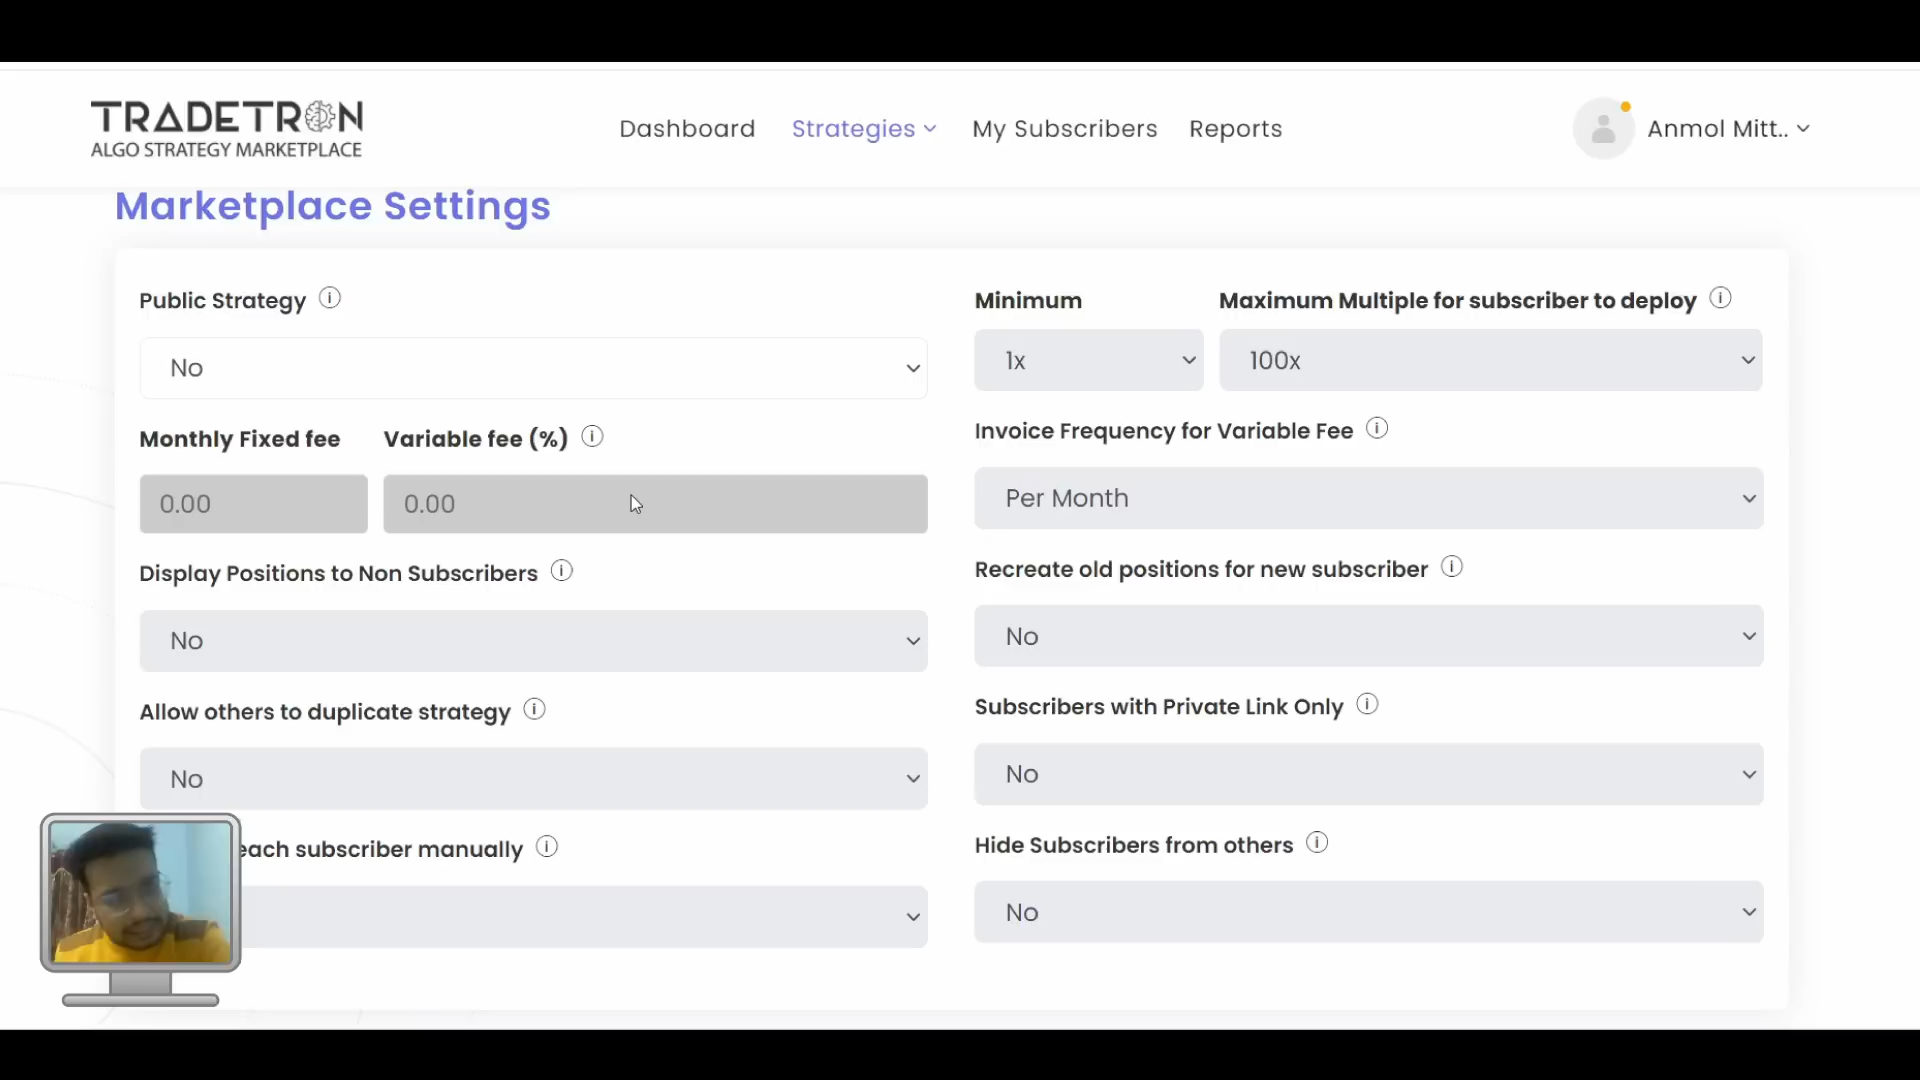 TRADETRON
ALGO STRATEGY MARKETPLACE
Dashboard Strategies My Subscribers Reports
Anmol Mitt..
Marketplace Settings
Public Strategy
No
Minimum Maximum Multiple for subscriber to deploy
1x 100x
Monthly Fixed fee Variable fee (%)
0.00 0.00
Invoice Frequency for Variable Fee
Per Month
Display Positions to Non Subscribers
No
Recreate old positions for new subscriber
No
Allow others to duplicate strategy
No
Subscribers with Private Link Only
No
each subscriber manually
Hide Subscribers from others
No